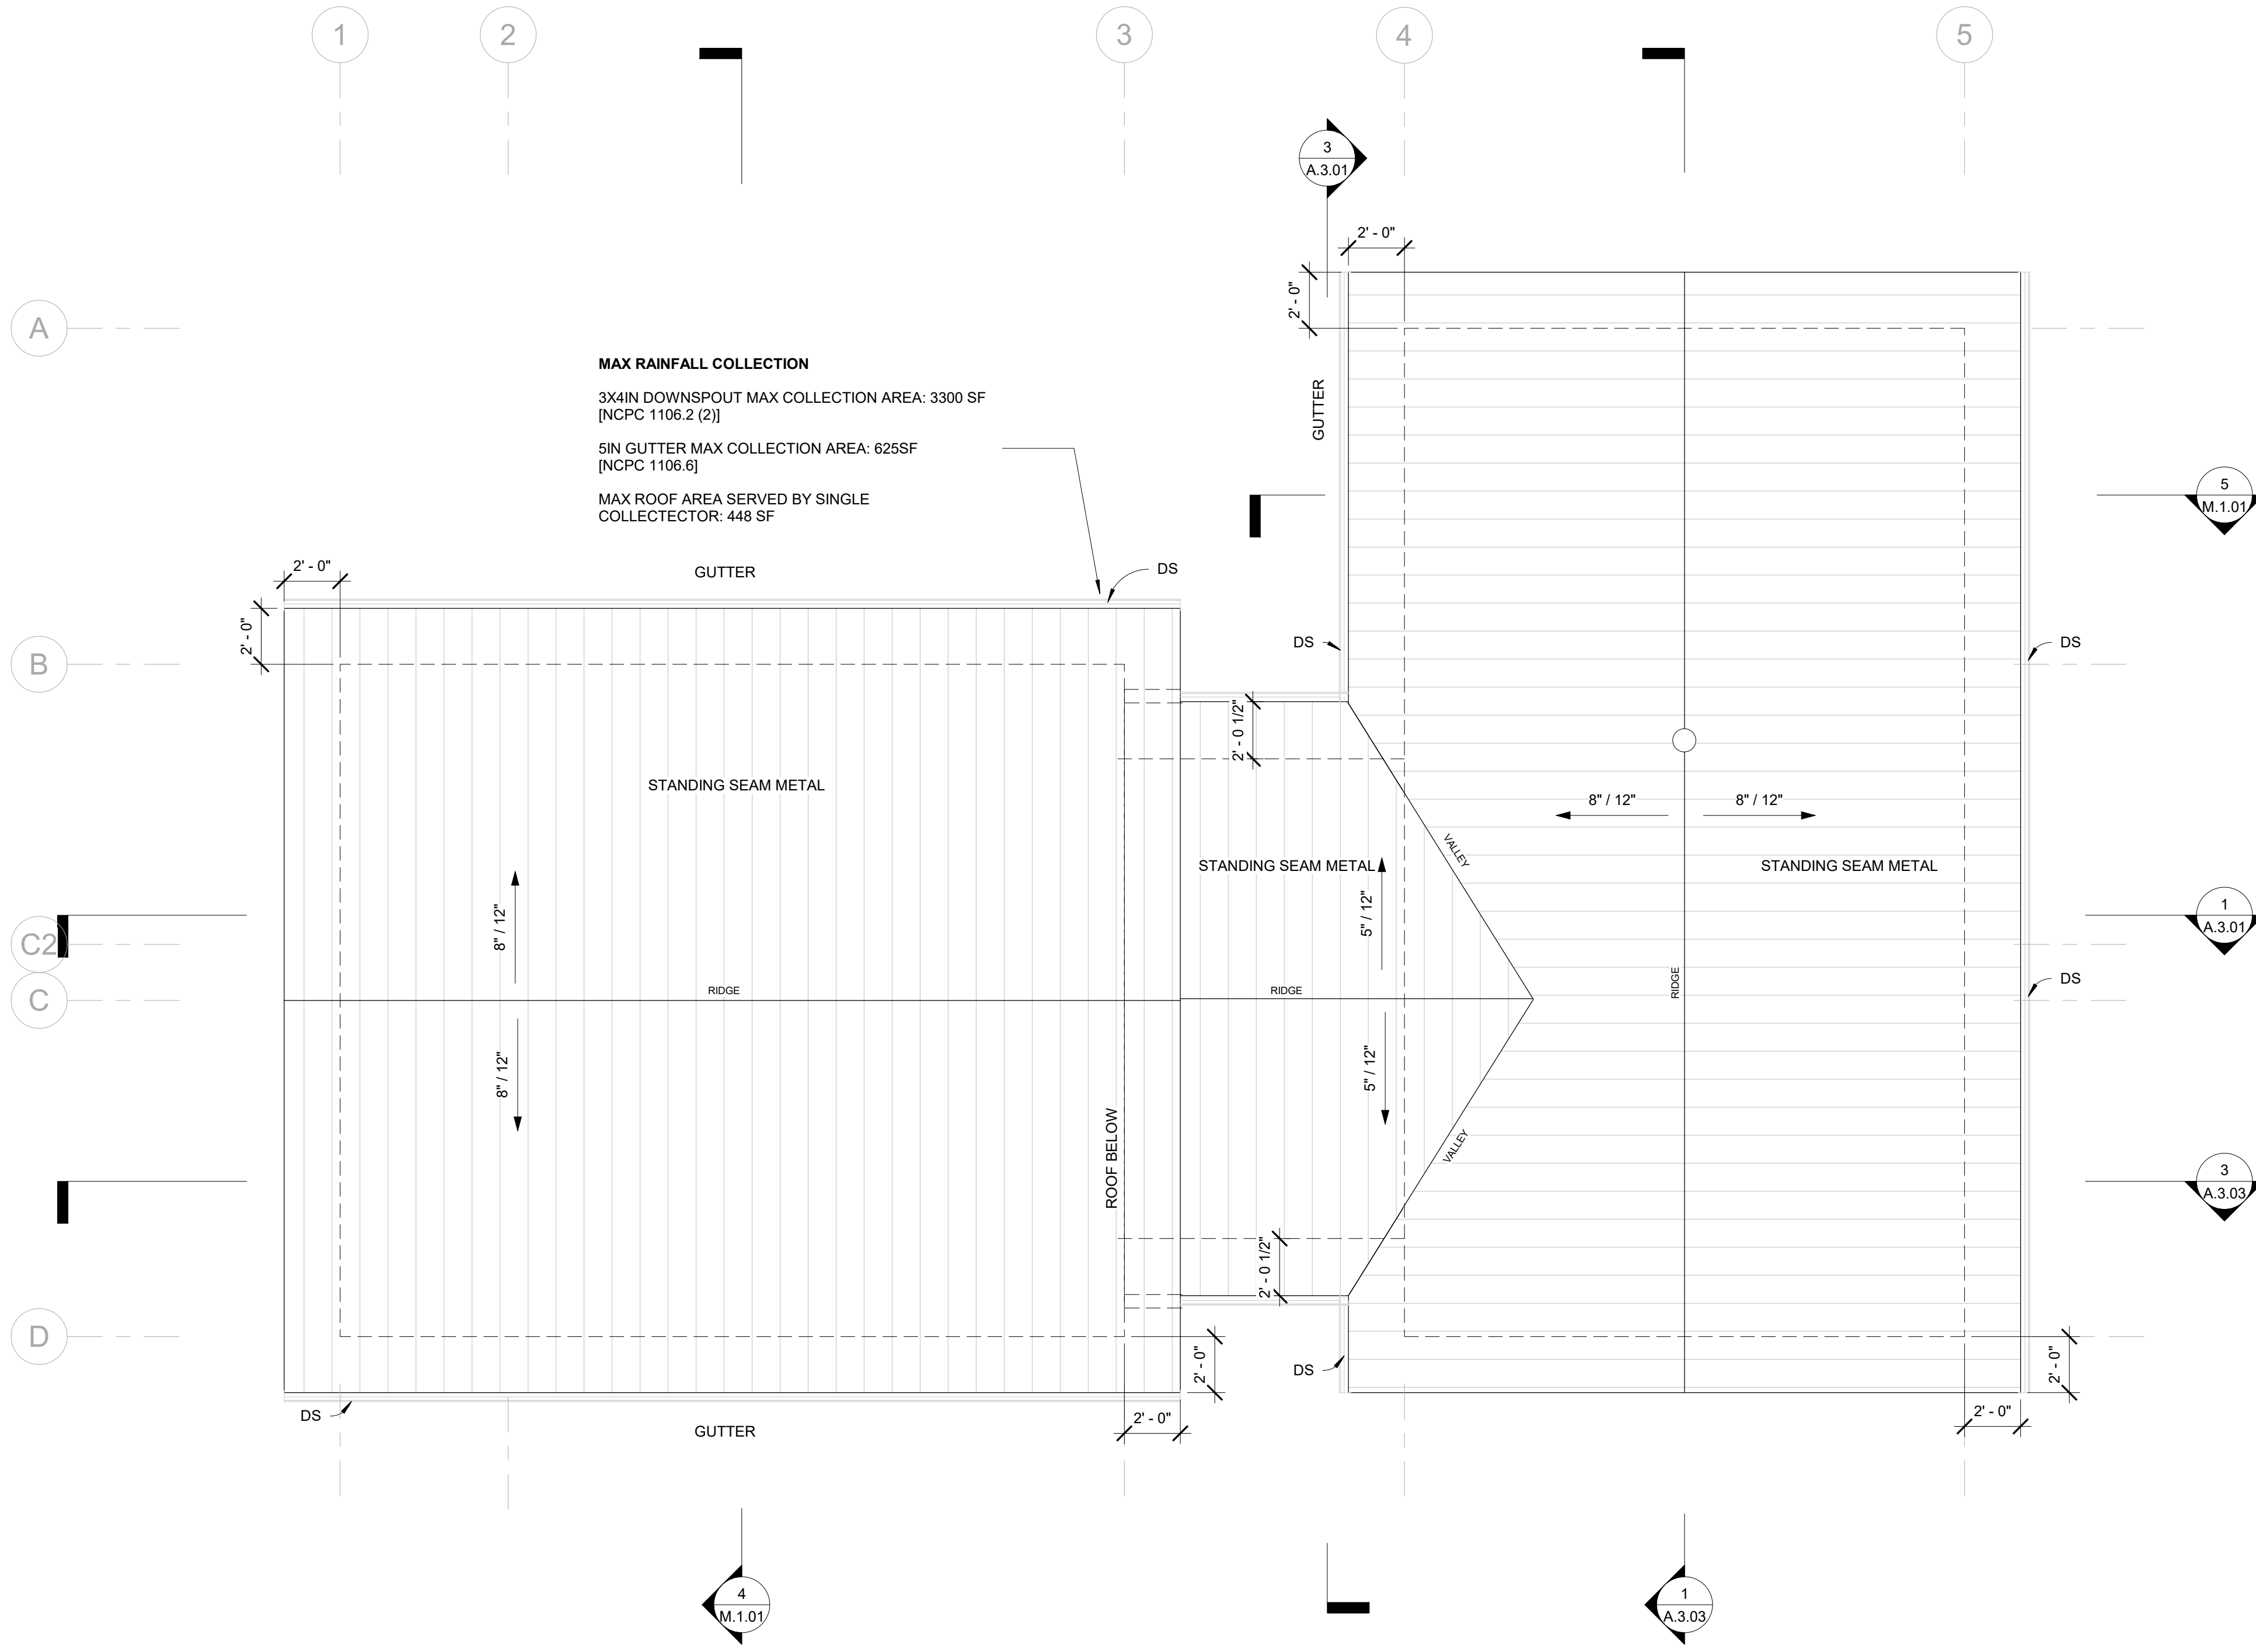 1
2
3
4
5
3
A.3.01
2' - 0"
A
2' - 0"
MAX RAINFALL COLLECTION
3X4IN DOWNSPOUT MAX COLLECTION AREA: 3300 SF
[NCPC 1106.2 (2)]
5IN GUTTER MAX COLLECTION AREA: 625SF
[NCPC 1106.6]
MAX ROOF AREA SERVED BY SINGLE
COLLECTECTOR: 448 SF
GUTTER
5
M.1.01
2' - 0"
GUTTER
DS
2' - 0"
B
DS
DS
2' - 0 1/2"
STANDING SEAM METAL
8" / 12"
8" / 12"
VALLEY
STANDING SEAM METAL
STANDING SEAM METAL
8" / 12"
5" / 12"
1
A.3.01
C2
C
RIDGE
RIDGE
RIDGE
DS
8" / 12"
5" / 12"
VALLEY
ROOF BELOW
3
A.3.03
2' - 0 1/2"
D
2' - 0"
DS
2' - 0"
DS
GUTTER
2' - 0"
2' - 0"
4
M.1.01
1
A.3.03